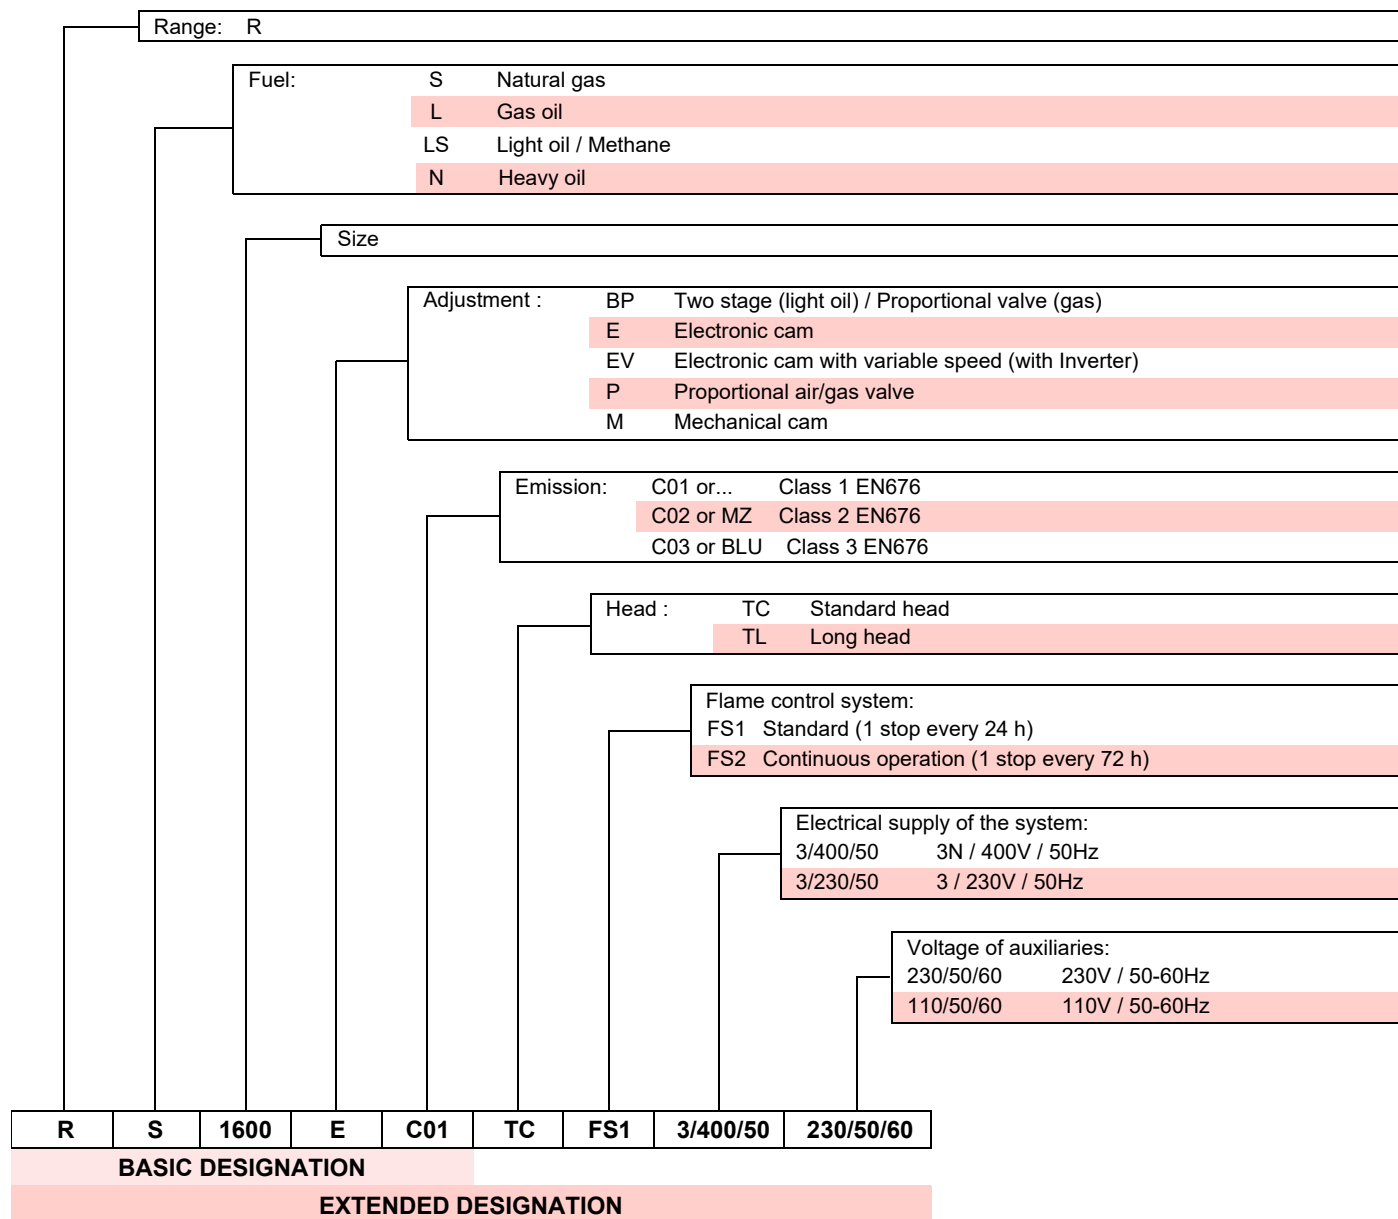 Range: R
Fuel: S Natural gas
L Gas oil
LS Light oil / Methane
N Heavy oil
Size
Adjustment : BP Two stage (light oil) / Proportional valve (gas)
E Electronic cam
EV Electronic cam with variable speed (with Inverter)
P Proportional air/gas valve
M Mechanical cam
Emission: C01 or... Class 1 EN676
C02 or MZ Class 2 EN676
C03 or BLU Class 3 EN676
Head : TC Standard head
TL Long head
Flame control system:
FS1 Standard (1 stop every 24 h)
FS2 Continuous operation (1 stop every 72 h)
Electrical supply of the system:
3/400/50 3N / 400V / 50Hz
3/230/50 3 / 230V / 50Hz
Voltage of auxiliaries:
230/50/60 230V / 50-60Hz
110/50/60 110V / 50-60Hz
R S 1600 E C01 TC FS1 3/400/50 230/50/60
BASIC DESIGNATION
EXTENDED DESIGNATION